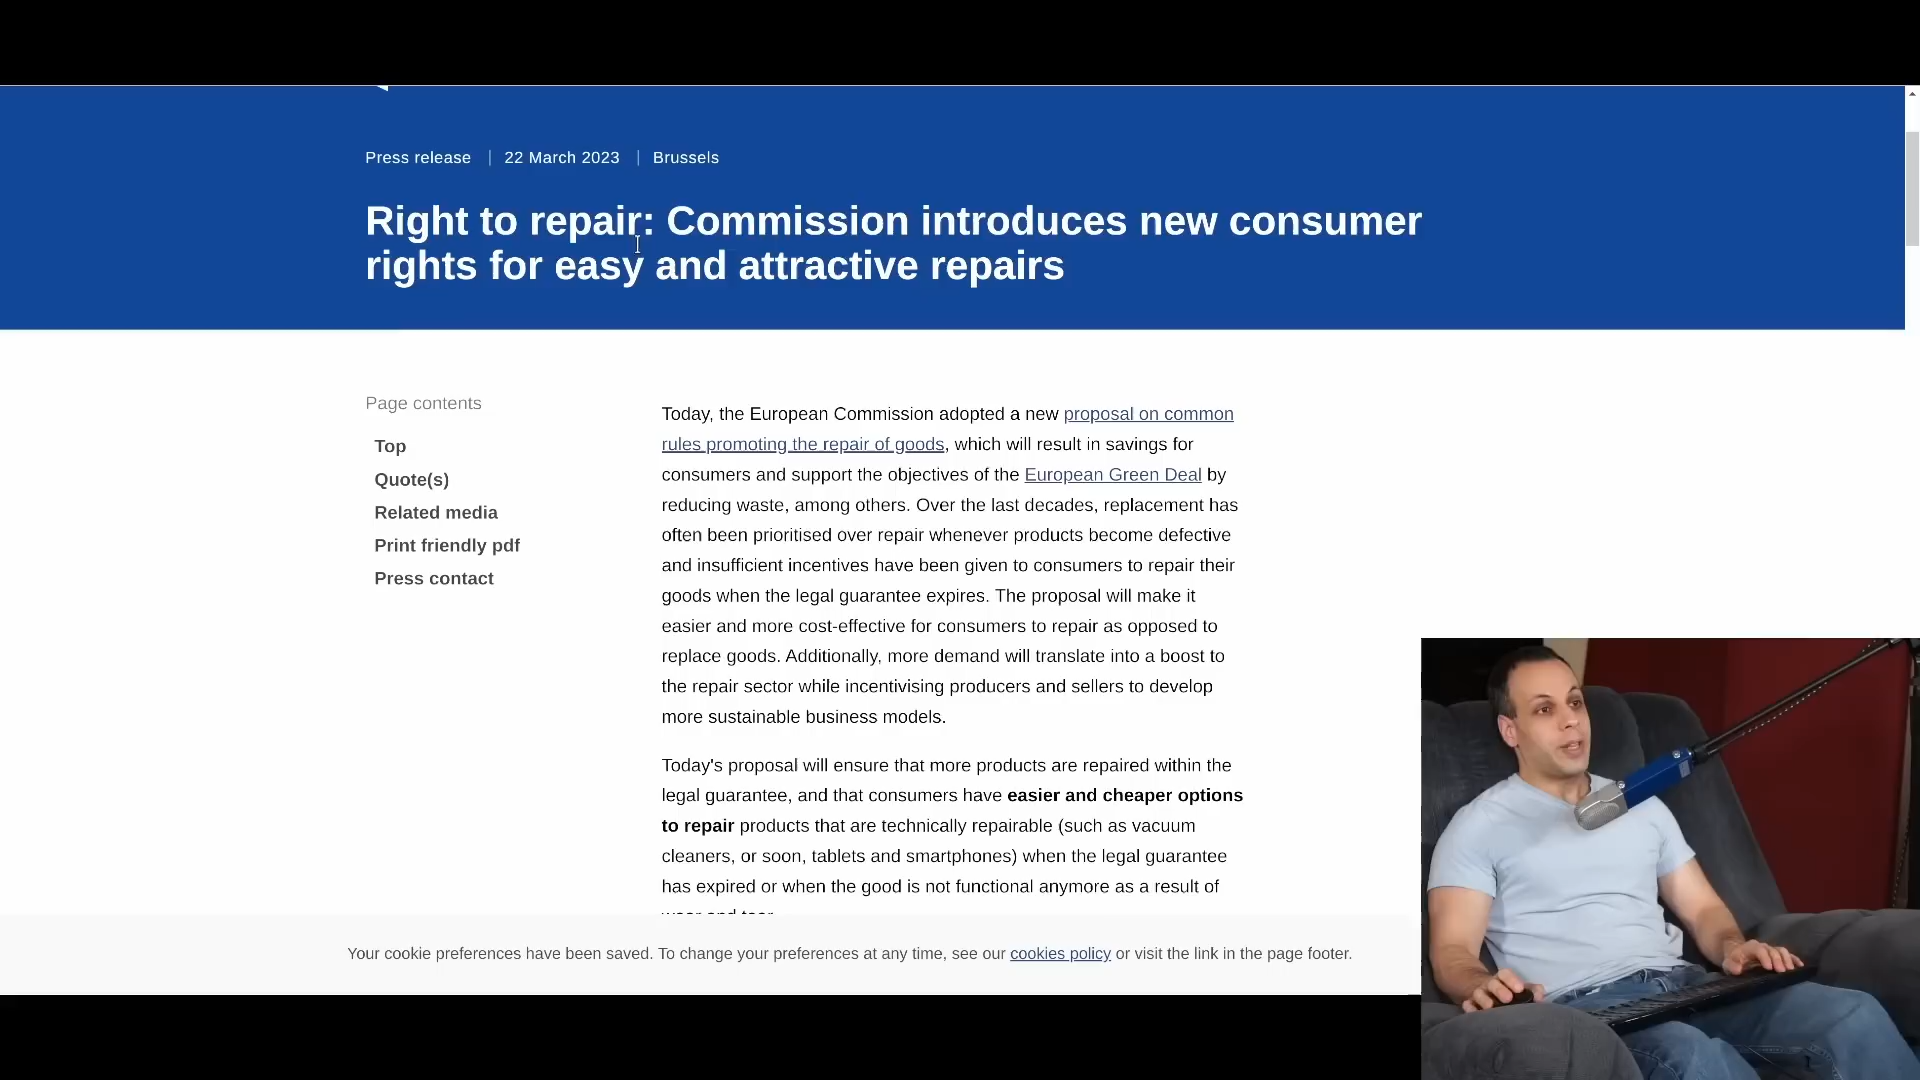 Press release | 22 March 2023 | Brussels
Right to repair: Commission introduces new consumer
rights for easy and attractive repairs
Page contents
Top
Quote(s)
Related media
Print friendly pdf
Press contact
Today, the European Commission adopted a new proposal on common
rules promoting the repair of goods, which will result in savings for
consumers and support the objectives of the European Green Deal by
reducing waste, among others. Over the last decades, replacement has
often been prioritised over repair whenever products become defective
and insufficient incentives have been given to consumers to repair their
goods when the legal guarantee expires. The proposal will make it
easier and more cost-effective for consumers to repair as opposed to
replace goods. Additionally, more demand will translate into a boost to
the repair sector while incentivising producers and sellers to develop
more sustainable business models.
Today's proposal will ensure that more products are repaired within the
legal guarantee, and that consumers have easier and cheaper options
to repair products that are technically repairable (such as vacuum
cleaners, or soon, tablets and smartphones) when the legal guarantee
has expired or when the good is not functional anymore as a result of
wear and tear.
Your cookie preferences have been saved. To change your preferences at any time, see our cookies policy or visit the link in the page footer.